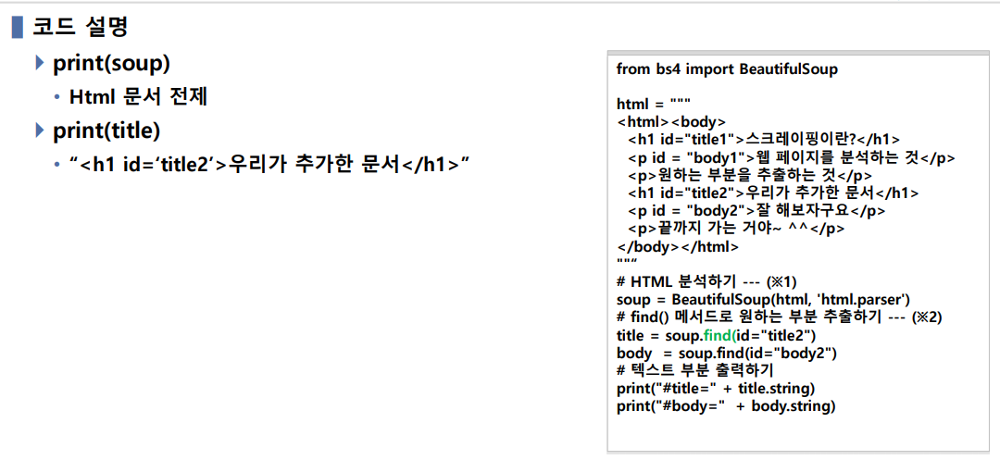 코드 설명
print(soup)
Html 문서 전제
print(title)
“<h1 id=‘title2’>우리가 추가한 문서</h1>”
from bs4 import BeautifulSoup
html = """
<html><body>
<h1 id="title1">스크레이핑이란?</h1>
<p id = "body1">웹 페이지를 분석하는 것</p>
<p>원하는 부분을 추출하는 것</p>
<h1 id="title2">우리가 추가한 문서</h1>
<p id = "body2">잘 해보자구요</p>
<p>끝까지 가는 거야~ ^^</p>
</body></html>
""“
# HTML 분석하기 --- (※1)
soup = BeautifulSoup(html, 'html.parser')
# find() 메서드로 원하는 부분 추출하기 --- (※2)
title = soup.find(id="title2")
body  = soup.find(id="body2")
# 텍스트 부분 출력하기
print("#title=" + title.string)
print("#body="  + body.string)